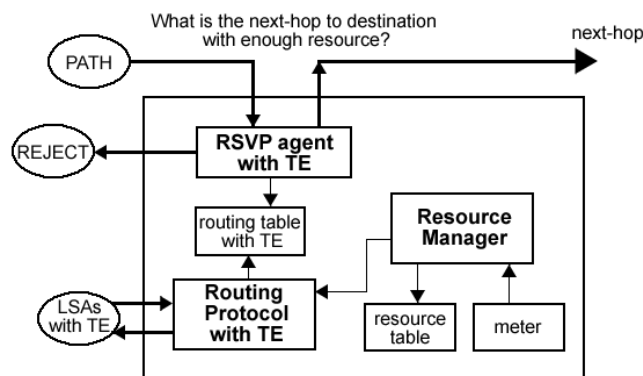 What is the next-hop to destination
with enough resource?
next-hop
PATH
REJECT
RSVP agent
with TE
routing table
with TE
Resource
Manager
LSAs
with TE
Routing
Protocol
with TE
resource
table
meter